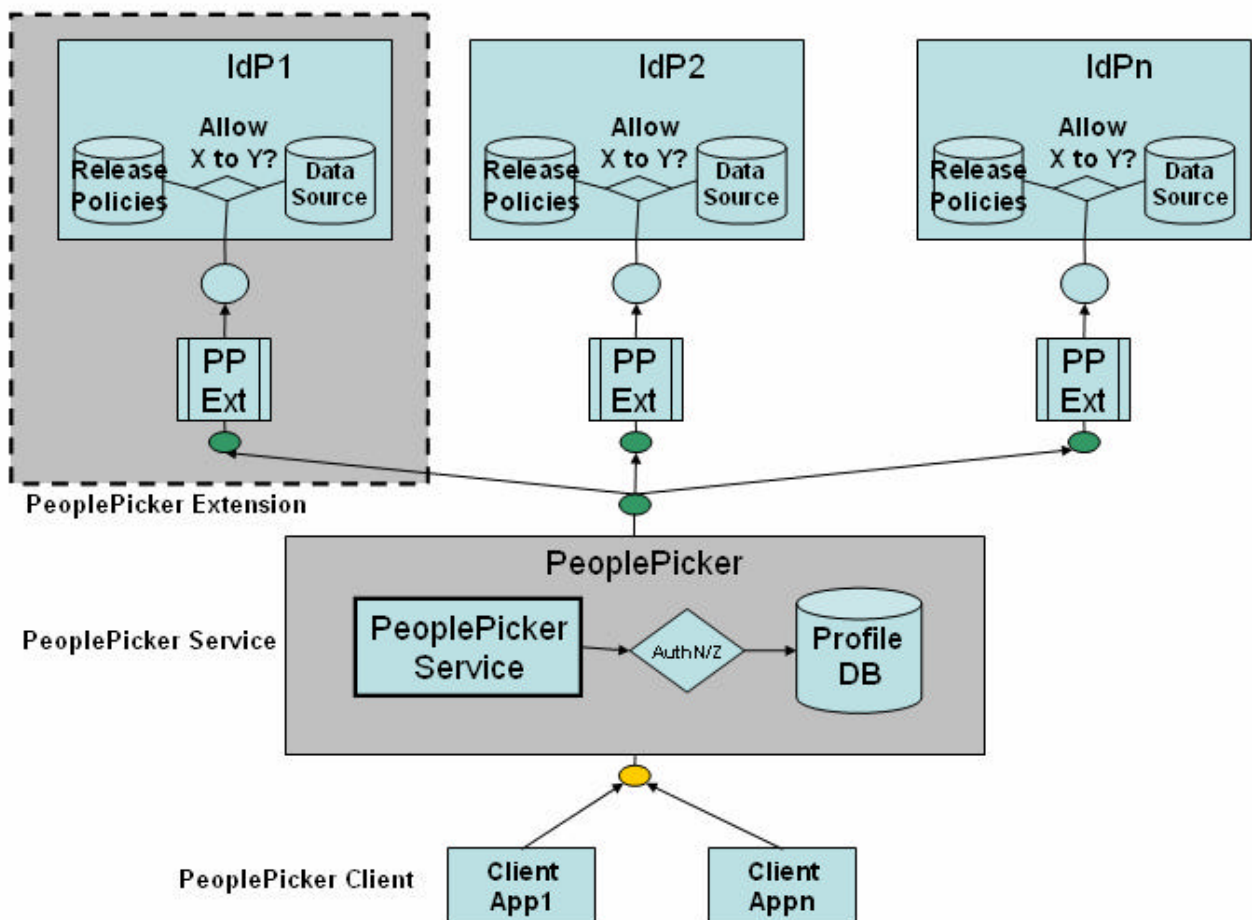 IdP1
Allow
X to Y?
Release
Policies
Data
Source
IdP2
Allow
X to Y?
Release
Policies
Data
Source
IdPn
Allow
X to Y?
Release
Policies
Data
Source
PP
Ext
PP
Ext
PP
Ext
PeoplePicker Extension
PeoplePicker
PeoplePicker Service
PeoplePicker
Service
AuthN/Z
Profile
DB
PeoplePicker Client
Client
App1
Client
Appn